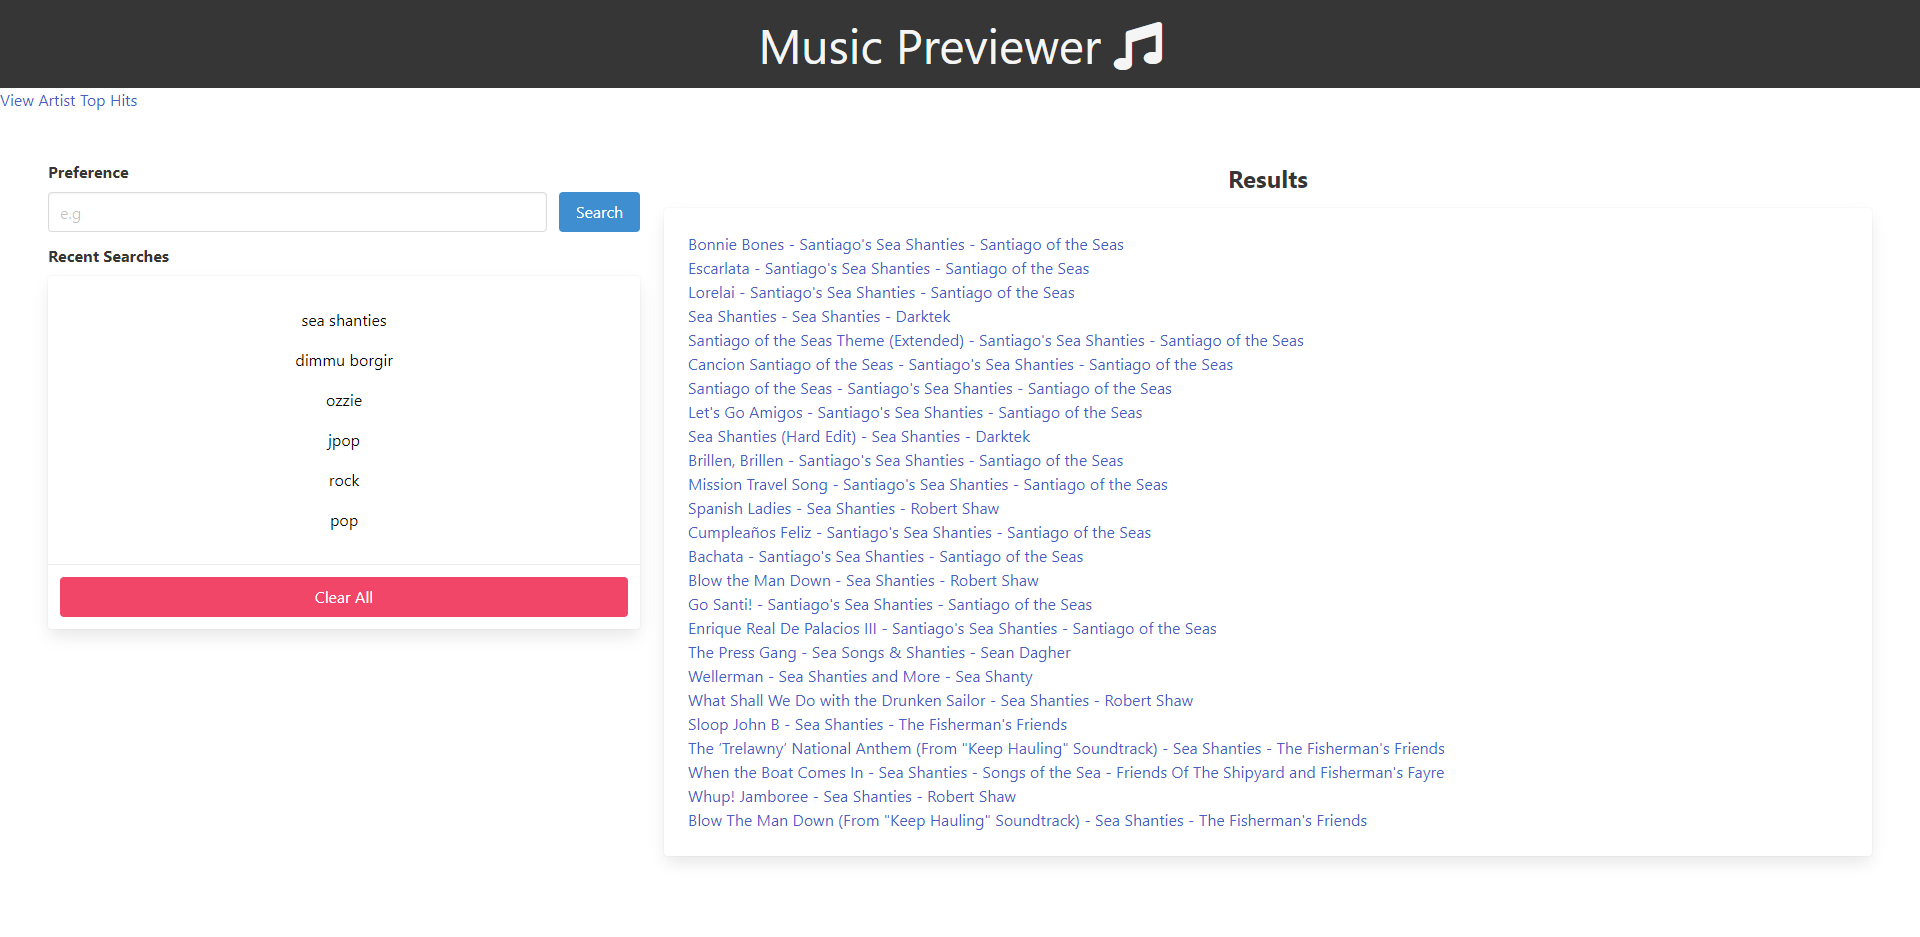 Music Previewer
View Artist Top Hits
Preference
e.g
Search
Recent Searches
sea shanties
dimmu borgir
ozzie
jpop
rock
pop
Clear All
Results
Bonnie Bones - Santiago's Sea Shanties - Santiago of the Seas
Escarlata - Santiago's Sea Shanties - Santiago of the Seas
Lorelai - Santiago's Sea Shanties - Santiago of the Seas
Sea Shanties - Sea Shanties - Darktek
Santiago of the Seas Theme (Extended) - Santiago's Sea Shanties - Santiago of the Seas
Cancion Santiago of the Seas - Santiago's Sea Shanties - Santiago of the Seas
Santiago of the Seas - Santiago's Sea Shanties - Santiago of the Seas
Let's Go Amigos - Santiago's Sea Shanties - Santiago of the Seas
Sea Shanties (Hard Edit) - Sea Shanties - Darktek
Brillen, Brillen - Santiago's Sea Shanties - Santiago of the Seas
Mission Travel Song - Santiago's Sea Shanties - Santiago of the Seas
Spanish Ladies - Sea Shanties - Robert Shaw
Cumpleaños Feliz - Santiago's Sea Shanties - Santiago of the Seas
Bachata - Santiago's Sea Shanties - Santiago of the Seas
Blow the Man Down - Sea Shanties - Robert Shaw
Go Santi! - Santiago's Sea Shanties - Santiago of the Seas
Enrique Real De Palacios III - Santiago's Sea Shanties - Santiago of the Seas
The Press Gang - Sea Songs & Shanties - Sean Dagher
Wellerman - Sea Shanties and More - Sea Shanty
What Shall We Do with the Drunken Sailor - Sea Shanties - Robert Shaw
Sloop John B - Sea Shanties - The Fisherman's Friends
The ‘Trelawny’ National Anthem (From "Keep Hauling" Soundtrack) - Sea Shanties - The Fisherman's Friends
When the Boat Comes In - Sea Shanties - Songs of the Sea - Friends Of The Shipyard and Fisherman's Fayre
Whup! Jamboree - Sea Shanties - Robert Shaw
Blow The Man Down (From "Keep Hauling" Soundtrack) - Sea Shanties - The Fisherman's Friends